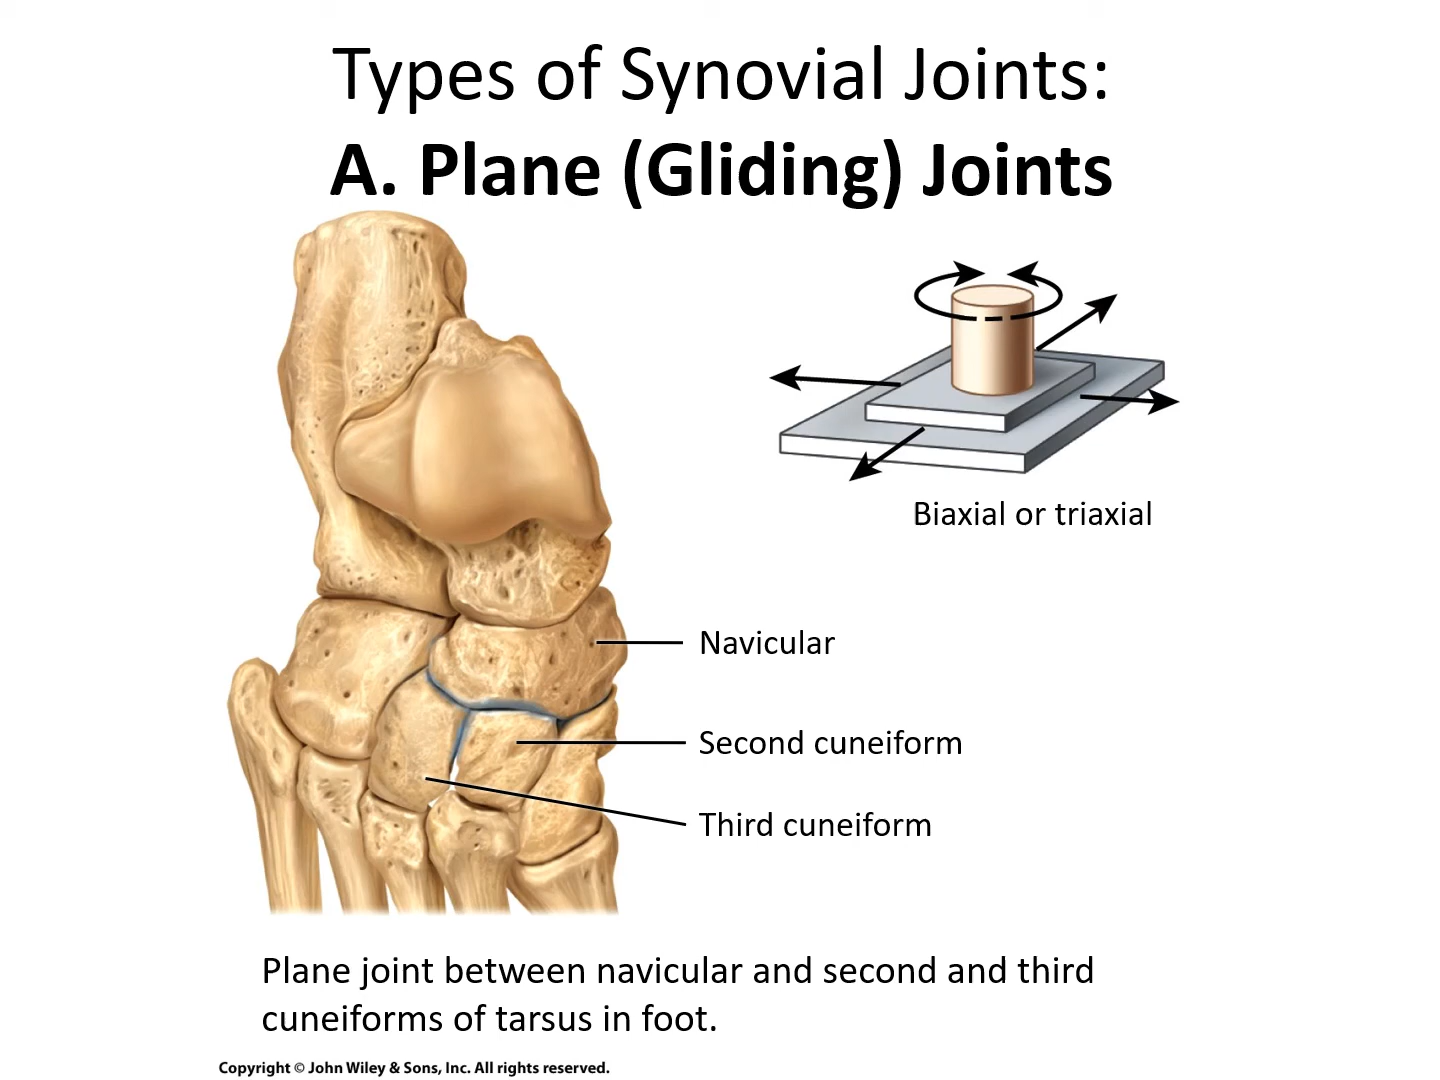 Types of Synovial Joints:
A. Plane (Gliding) Joints
Biaxial or triaxial
Navicular
Second cuneiform
Third cuneiform
Plane joint between navicular and second and third
cuneiforms of tarsus in foot.
Copyright © John Wiley & Sons, Inc. All rights reserved.